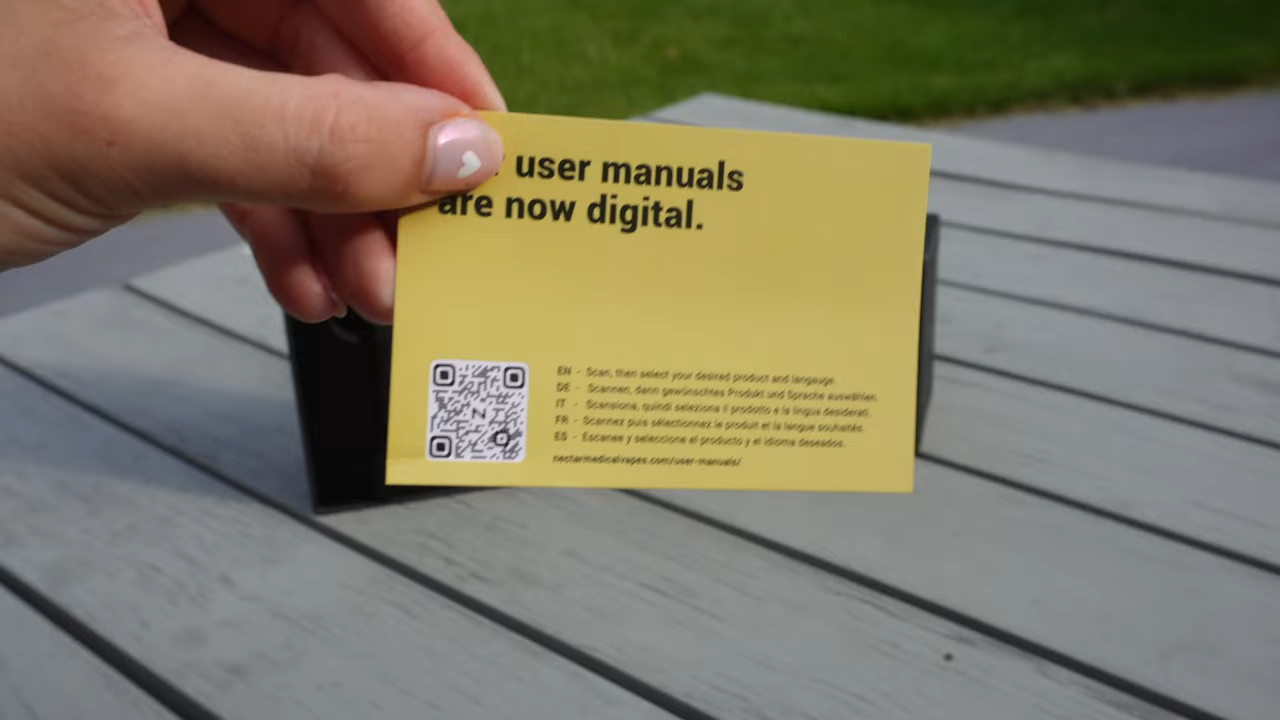 user manuals
are now digital.
EN - Scan, then select your desired product and langauge.
DE - Scannen, dann gewünschtes Produkt und Sprache auswählen.
IT - Scansiona, quindi seleziona il prodotto e la lingua desiderati.
FR - Scannez puis sélectionnez le produit et la langue souhaités.
ES - Escanee y seleccione el producto y el idioma deseados.
nectarmedicalvapes.com/user-manuals/